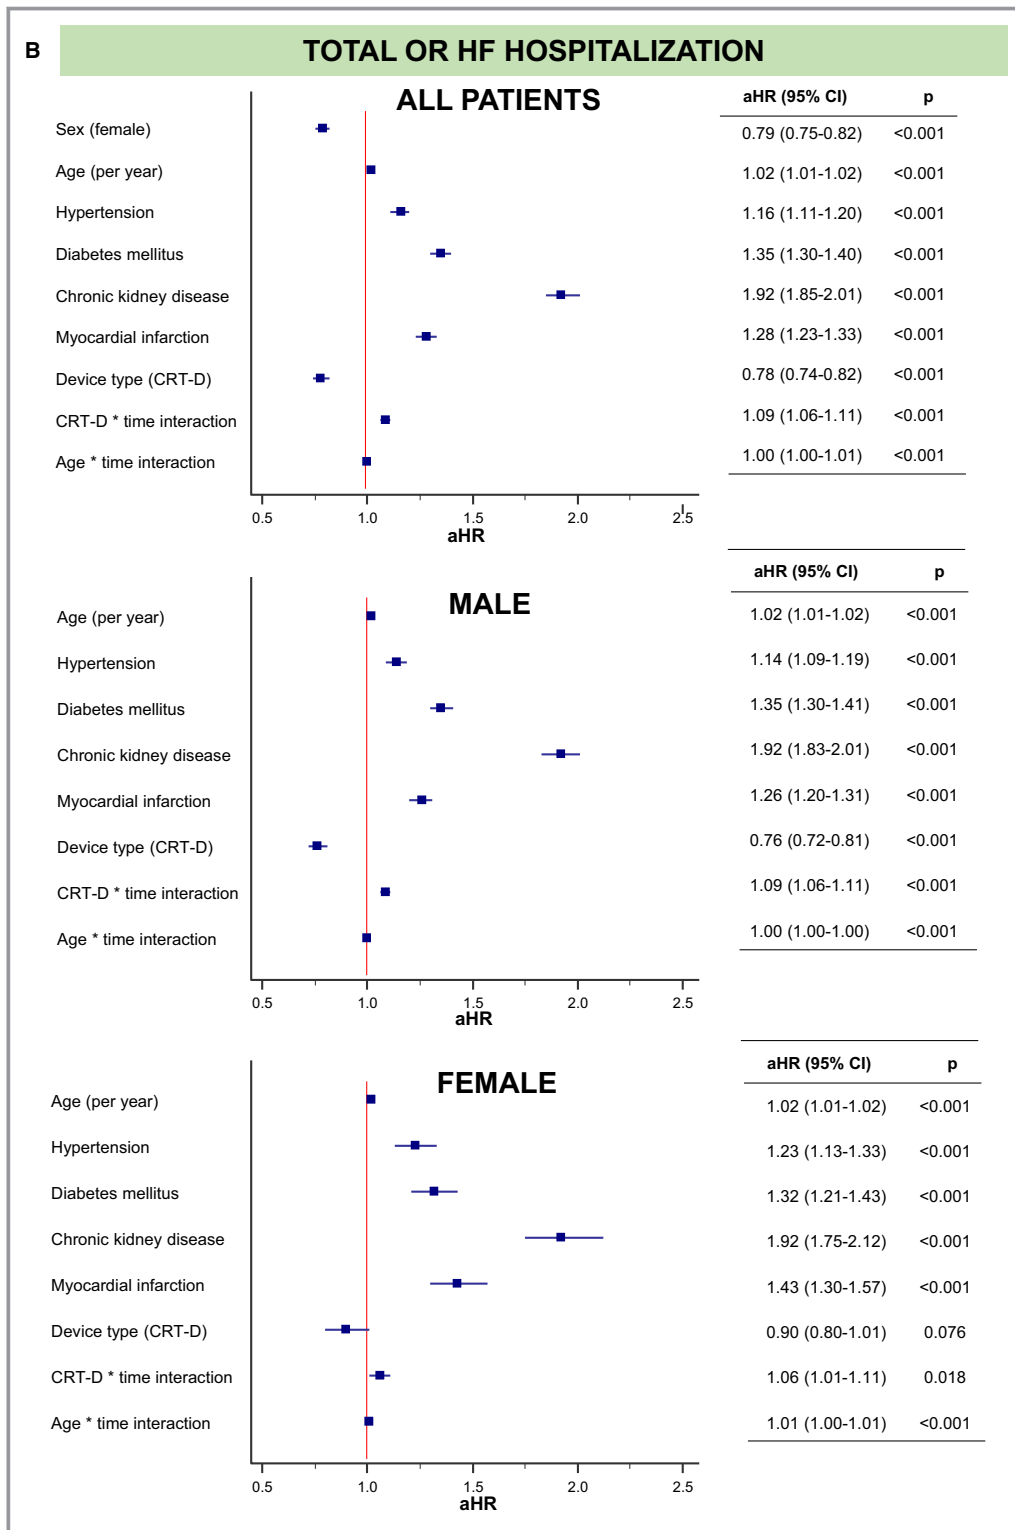 B
TOTAL OR HF HOSPITALIZATION
ALL PATIENTS
aHR (95% CI) p
Sex (female) 0.79 (0.75-0.82) <0.001
Age (per year) 1.02 (1.01-1.02) <0.001
Hypertension 1.16 (1.11-1.20) <0.001
Diabetes mellitus 1.35 (1.30-1.40) <0.001
Chronic kidney disease 1.92 (1.85-2.01) <0.001
Myocardial infarction 1.28 (1.23-1.33) <0.001
Device type (CRT-D) 0.78 (0.74-0.82) <0.001
CRT-D * time interaction 1.09 (1.06-1.11) <0.001
Age * time interaction 1.00 (1.00-1.01) <0.001
0.5 1.0 1.5 2.0 2.5
aHR
MALE
aHR (95% CI) p
Age (per year) 1.02 (1.01-1.02) <0.001
Hypertension 1.14 (1.09-1.19) <0.001
Diabetes mellitus 1.35 (1.30-1.41) <0.001
Chronic kidney disease 1.92 (1.83-2.01) <0.001
Myocardial infarction 1.26 (1.20-1.31) <0.001
Device type (CRT-D) 0.76 (0.72-0.81) <0.001
CRT-D * time interaction 1.09 (1.06-1.11) <0.001
Age * time interaction 1.00 (1.00-1.00) <0.001
0.5 1.0 1.5 2.0 2.5
aHR
FEMALE
aHR (95% CI) p
Age (per year) 1.02 (1.01-1.02) <0.001
Hypertension 1.23 (1.13-1.33) <0.001
Diabetes mellitus 1.32 (1.21-1.43) <0.001
Chronic kidney disease 1.92 (1.75-2.12) <0.001
Myocardial infarction 1.43 (1.30-1.57) <0.001
Device type (CRT-D) 0.90 (0.80-1.01) 0.076
CRT-D * time interaction 1.06 (1.01-1.11) 0.018
Age * time interaction 1.01 (1.00-1.01) <0.001
0.5 1.0 1.5 2.0 2.5
aHR